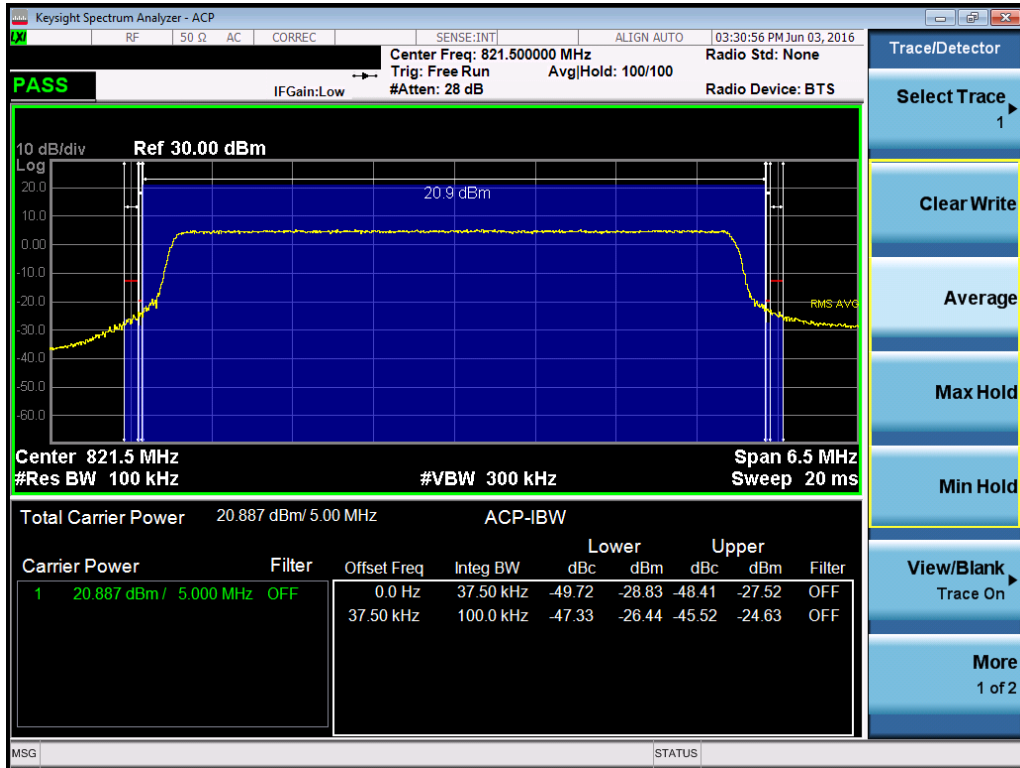 Keysight Spectrum Analyzer - ACP
LXI RF 50 Ω AC CORREC SENSE:INT ALIGN AUTO 03:30:56 PM Jun 03, 2016
Center Freq: 821.500000 MHz Radio Std: None
Trig: Free Run Avg|Hold: 100/100
PASS IFGain:Low #Atten: 28 dB Radio Device: BTS
10 dB/div Ref 30.00 dBm
Log
20.0
20.9 dBm
10.0
0.00
-10.0
-20.0
RMS AVG
-30.0
-40.0
-50.0
-60.0
Center 821.5 MHz Span 6.5 MHz
#Res BW 100 kHz #VBW 300 kHz Sweep 20 ms
Total Carrier Power 20.887 dBm/ 5.00 MHz ACP-IBW
Lower Upper
Carrier Power Filter Offset Freq Integ BW dBc dBm dBc dBm Filter
1 20.887 dBm / 5.000 MHz OFF 0.0 Hz 37.50 kHz -49.72 -28.83 -48.41 -27.52 OFF
37.50 kHz 100.0 kHz -47.33 -26.44 -45.52 -24.63 OFF
MSG STATUS
Trace/Detector
Select Trace
1
Clear Write
Average
Max Hold
Min Hold
View/Blank
Trace On
More
1 of 2